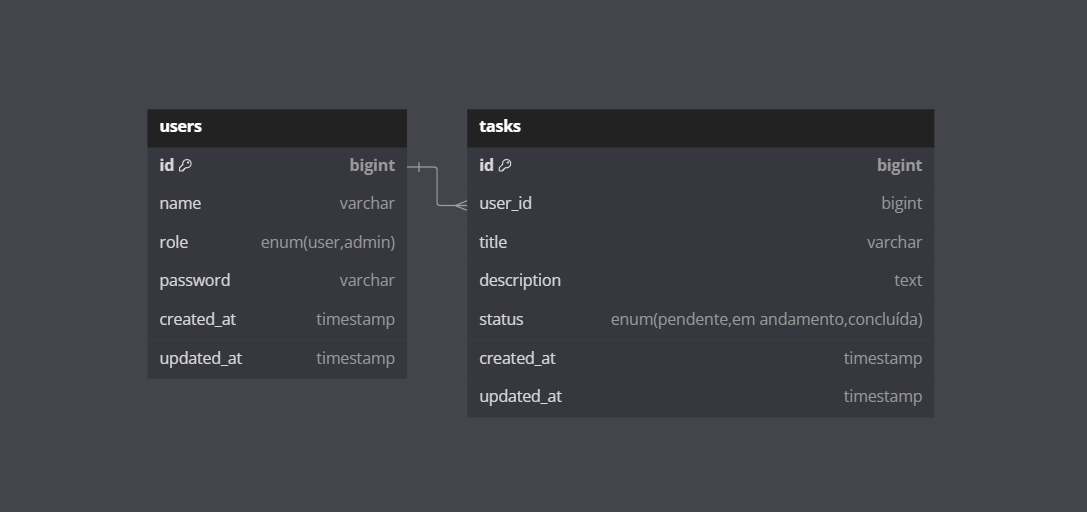 users
id bigint
name varchar
role enum(user,admin)
password varchar
created_at timestamp
updated_at timestamp
tasks
id bigint
user_id bigint
title varchar
description text
status enum(pendente,em andamento,concluída)
created_at timestamp
updated_at timestamp